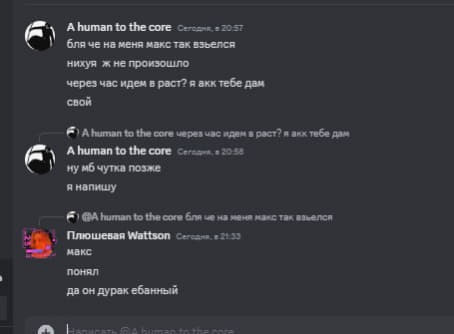 A human to the core Сегодня, в 20:57
бля че на меня макс так взьелся
нихуя ж не произошло
через час идем в раст? я акк тебе дам
свой
A human to the core через час идем в раст? я акк тебе дам
A human to the core Сегодня, в 20:58
ну мб чутка позже
я напишу
@A human to the core бля че на меня макс так взьелся
Плюшевая Wattson Сегодня, в 21:33
макс
понял
да он дурак ебанный
Написать @A human to the core